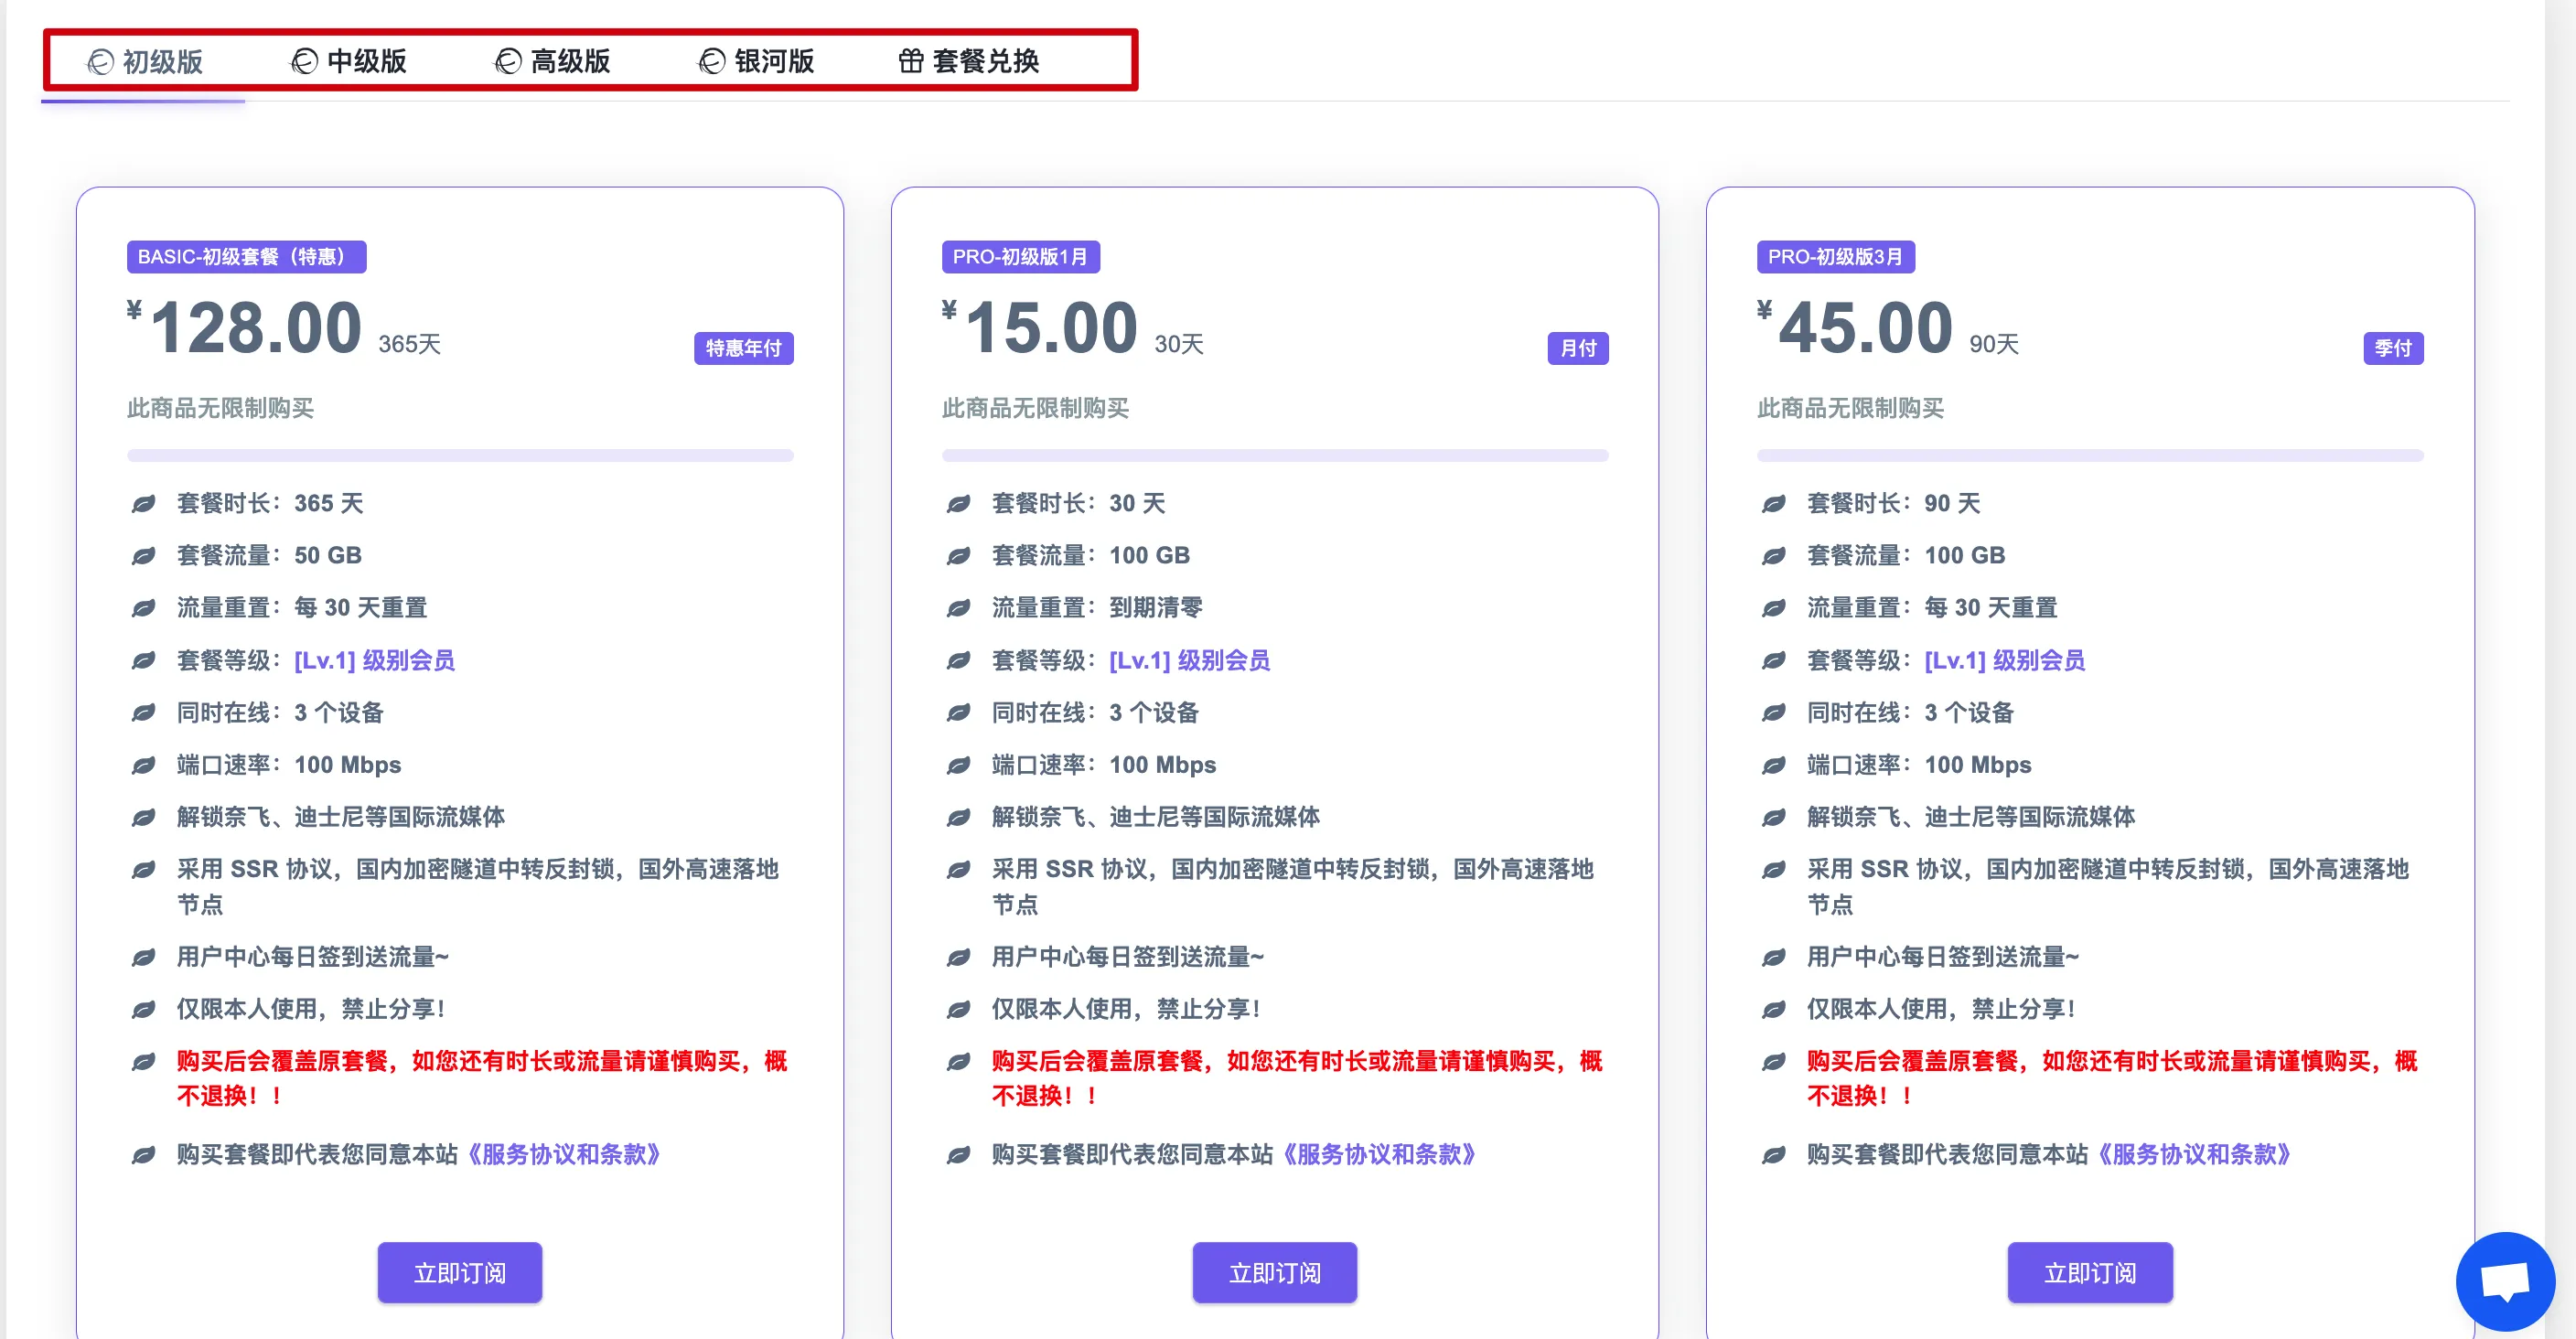 初级版 中级版 高级版 银河版 套餐兑换
BASIC-初级套餐（特惠）
¥128.00 365天
特惠年付
此商品无限制购买
套餐时长：365 天
套餐流量：50 GB
流量重置：每 30 天重置
套餐等级：[Lv.1] 级别会员
同时在线：3 个设备
端口速率：100 Mbps
解锁奈飞、迪士尼等国际流媒体
采用 SSR 协议，国内加密隧道中转反封锁，国外高速落地
节点
用户中心每日签到送流量~
仅限本人使用，禁止分享！
购买后会覆盖原套餐，如您还有时长或流量请谨慎购买，概
不退换！！
购买套餐即代表您同意本站《服务协议和条款》
立即订阅
PRO-初级版1月
¥15.00 30天
月付
此商品无限制购买
套餐时长：30 天
套餐流量：100 GB
流量重置：到期清零
套餐等级：[Lv.1] 级别会员
同时在线：3 个设备
端口速率：100 Mbps
解锁奈飞、迪士尼等国际流媒体
采用 SSR 协议，国内加密隧道中转反封锁，国外高速落地
节点
用户中心每日签到送流量~
仅限本人使用，禁止分享！
购买后会覆盖原套餐，如您还有时长或流量请谨慎购买，概
不退换！！
购买套餐即代表您同意本站《服务协议和条款》
立即订阅
PRO-初级版3月
¥45.00 90天
季付
此商品无限制购买
套餐时长：90 天
套餐流量：100 GB
流量重置：每 30 天重置
套餐等级：[Lv.1] 级别会员
同时在线：3 个设备
端口速率：100 Mbps
解锁奈飞、迪士尼等国际流媒体
采用 SSR 协议，国内加密隧道中转反封锁，国外高速落地
节点
用户中心每日签到送流量~
仅限本人使用，禁止分享！
购买后会覆盖原套餐，如您还有时长或流量请谨慎购买，概
不退换！！
购买套餐即代表您同意本站《服务协议和条款》
立即订阅